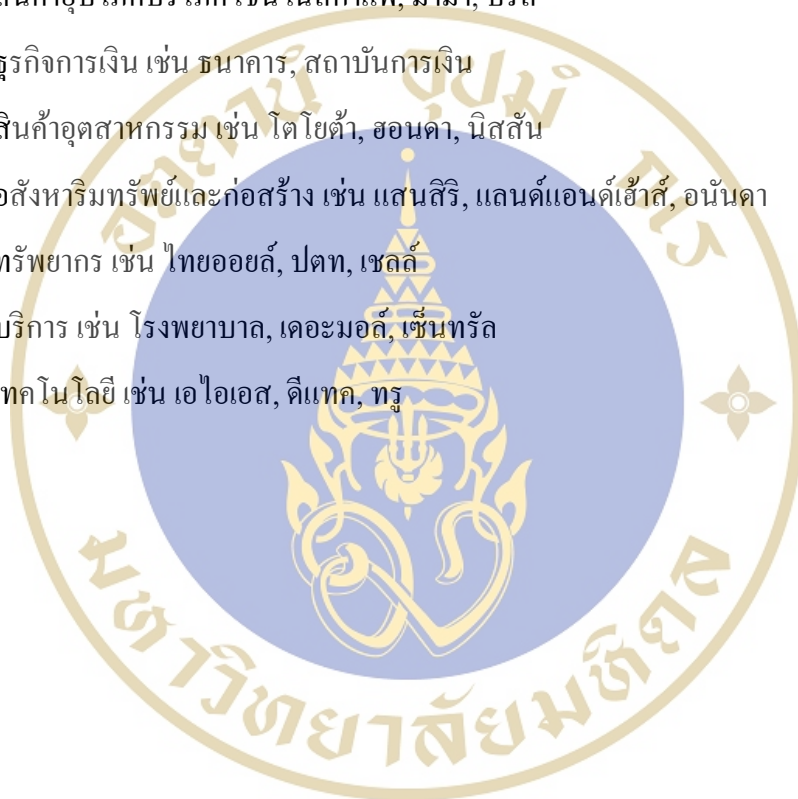 ธุรกิจการเงิน เช่น ธนาคาร, สถาบันการเงิน
สินค้าอุตสาหกรรม เช่น โตโยต้า, ฮอนดา, นิสสัน
อสังหาริมทรัพย์และก่อสร้าง เช่น แสนสิริ, แลนด์แอนด์เฮ้าส์, อนันดา
ทรัพยากร เช่น ไทยออยล์, ปตท, เชลล์
บริการ เช่น โรงพยาบาล, เดอะมอล์, เซ็นทรัล
เทคโนโลยี เช่น เอไอเอส, ดีแทค, ทรู
มหาวิทยาลัยมหิดล